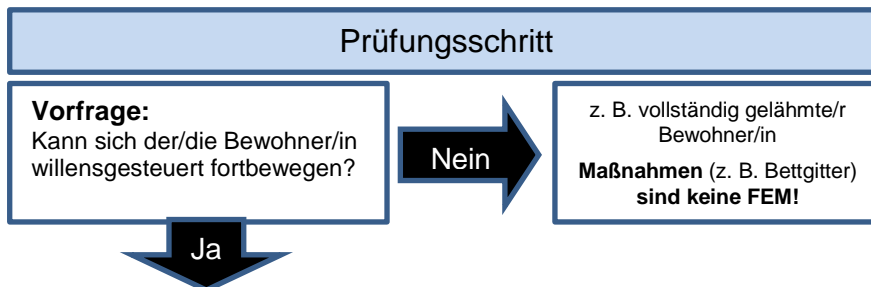 Prüfungsschritt
Vorfrage:
Kann sich der/die Bewohner/in
willensgesteuert fortbewegen?
Nein
z. B. vollständig gelähmte/r
Bewohner/in
Maßnahmen (z. B. Bettgitter)
sind keine FEM!
Ja